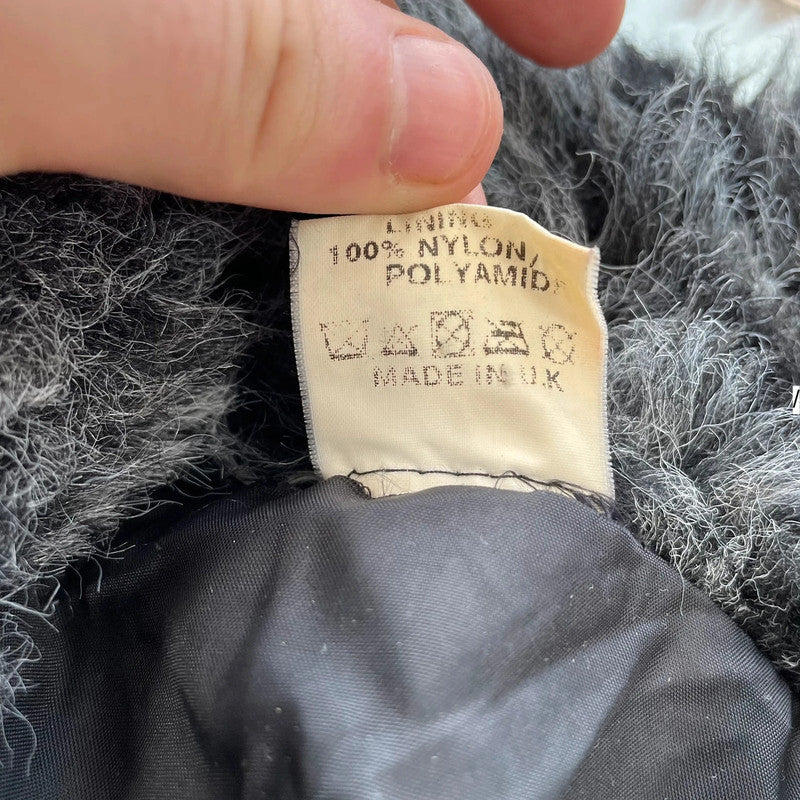 LINING
100% NYLON,
POLYAMIDE
MADE IN U.K